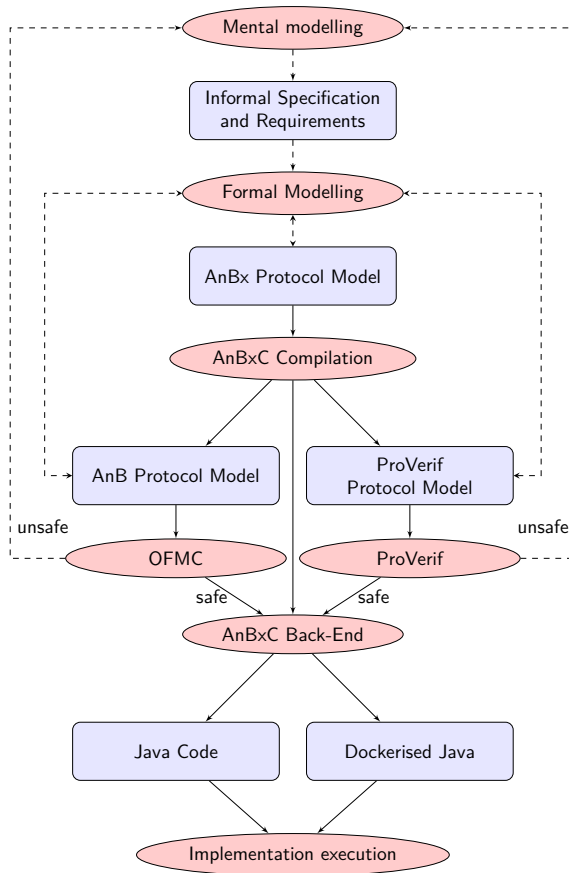 Mental modelling
Informal Specification
and Requirements
Formal Modelling
AnBx Protocol Model
AnBxC Compilation
AnB Protocol Model
ProVerif
Protocol Model
unsafe
unsafe
OFMC
ProVerif
safe
safe
AnBxC Back-End
Java Code
Dockerised Java
Implementation execution